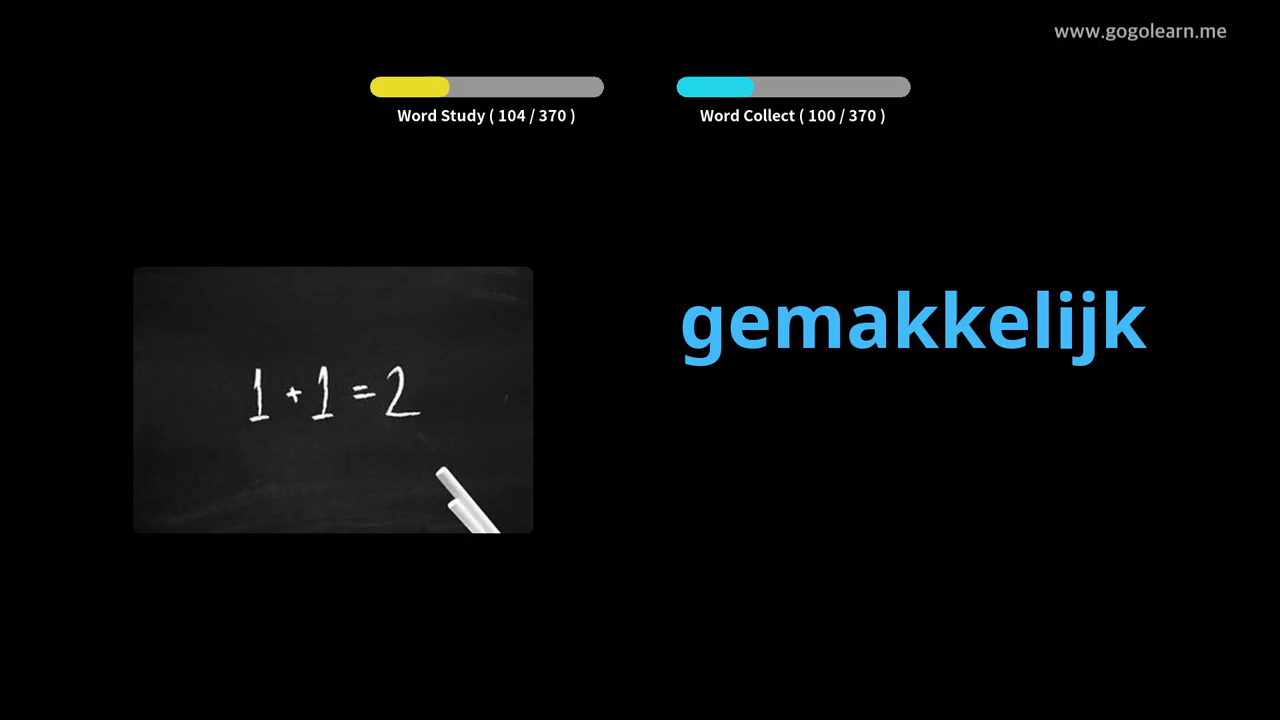 www.gogolearn.me
Word Study ( 104 / 370 )
Word Collect ( 100 / 370 )
gemakkelijk
1 + 1 = 2